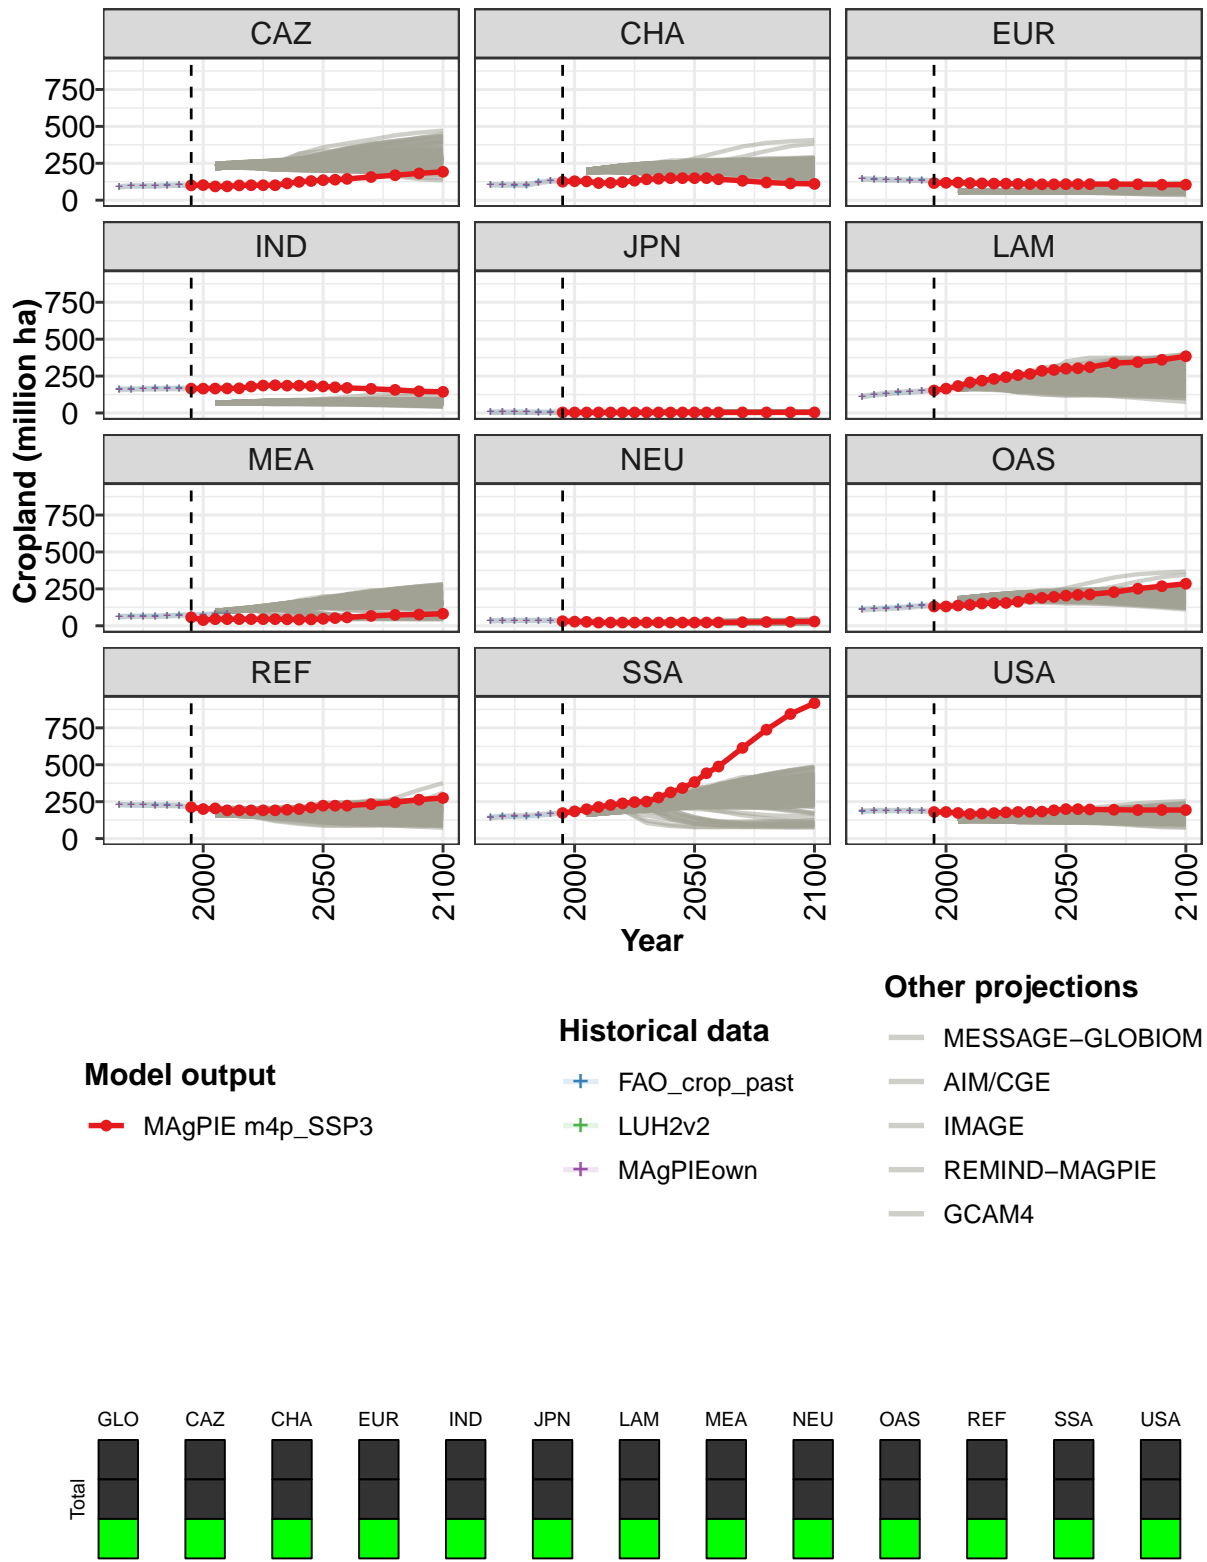 CAZ CHA EUR
750
500
250
0
IND JPN LAM
750
500
250
0
MEA NEU OAS
750
500
250
0
REF SSA USA
750
500
250
0
Cropland (million ha)
2000 2050 2100 2000 2050 2100 2000 2050 2100
Year
Model output
MAgPIE m4p_SSP3
Historical data
FAO_crop_past
LUH2v2
MAgPIEown
Other projections
MESSAGE−GLOBIOM
AIM/CGE
IMAGE
REMIND−MAGPIE
GCAM4
GLO CAZ CHA EUR IND JPN LAM MEA NEU OAS REF SSA USA
Total